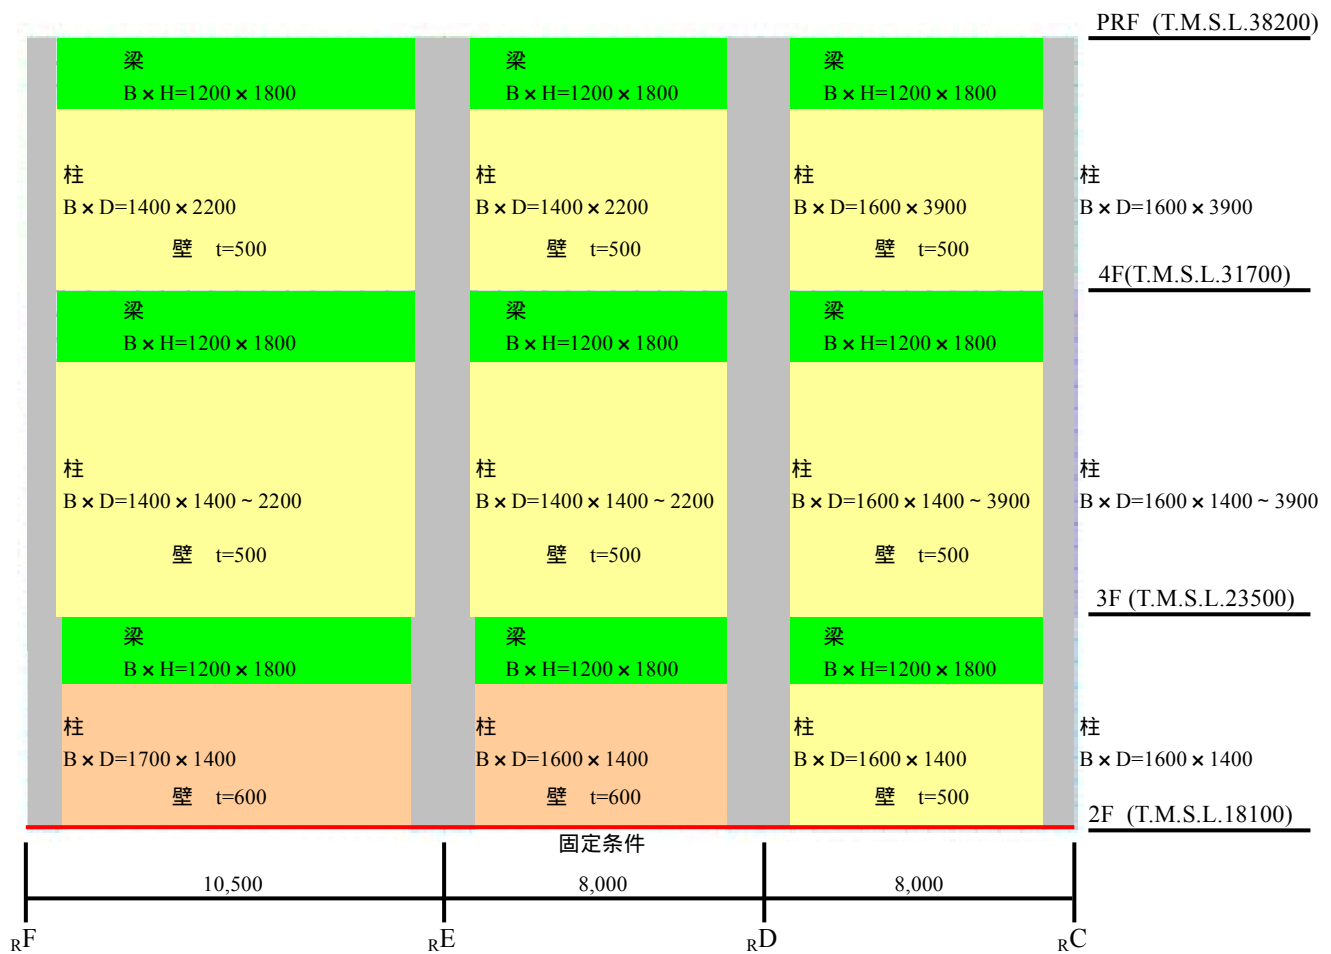 PRF (T.M.S.L.38200)
梁 梁 梁
B×H=1200×1800 B×H=1200×1800 B×H=1200×1800
柱 柱 柱 柱
B×D=1400×2200 B×D=1400×2200 B×D=1600×3900 B×D=1600×3900
壁 t=500 壁 t=500 壁 t=500
4F(T.M.S.L.31700)
梁 梁 梁
B×H=1200×1800 B×H=1200×1800 B×H=1200×1800
柱 柱 柱 柱
B×D=1400×1400~2200 B×D=1400×1400~2200 B×D=1600×1400~3900 B×D=1600×1400~3900
壁 t=500 壁 t=500 壁 t=500
3F (T.M.S.L.23500)
梁 梁 梁
B×H=1200×1800 B×H=1200×1800 B×H=1200×1800
柱 柱 柱 柱
B×D=1700×1400 B×D=1600×1400 B×D=1600×1400 B×D=1600×1400
壁 t=600 壁 t=600 壁 t=500
2F (T.M.S.L.18100)
固定条件
10,500 8,000 8,000
RF RE RD RC